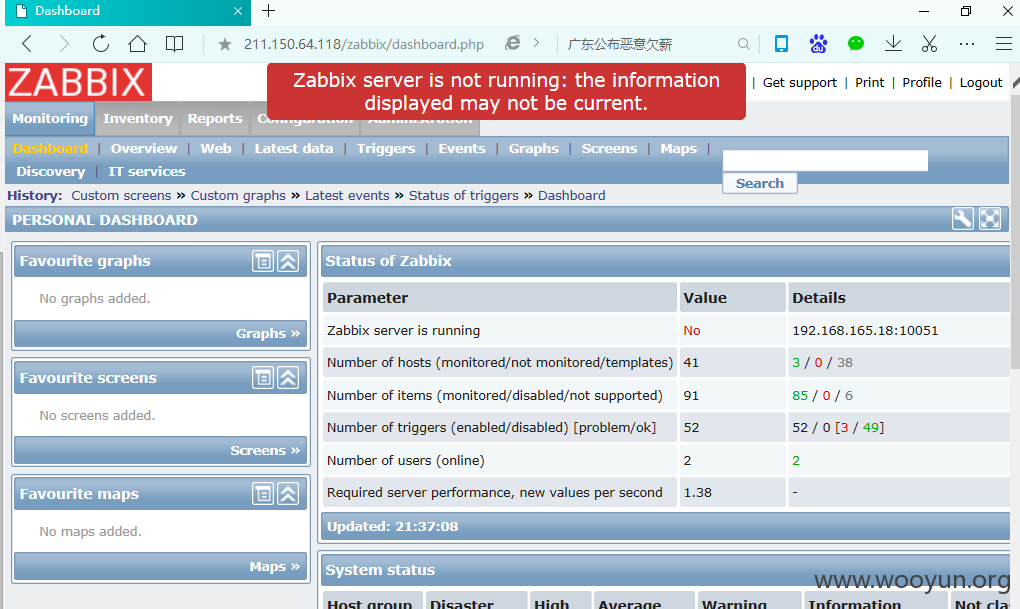 Dashboard
211.150.64.118/zabbix/dashboard.php
广东公布恶意欠薪
ZABBIX
Zabbix server is not running: the information
displayed may not be current.
| Get support | Print | Profile | Logout
Monitoring Inventory Reports Configuration Administration
Dashboard | Overview | Web | Latest data | Triggers | Events | Graphs | Screens | Maps |
Discovery | IT services
Search
History: Custom screens » Custom graphs » Latest events » Status of triggers » Dashboard
PERSONAL DASHBOARD
Favourite graphs
No graphs added.
Graphs »
Favourite screens
No screens added.
Screens »
Favourite maps
No maps added.
Maps »
Status of Zabbix
Parameter Value Details
Zabbix server is running No 192.168.165.18:10051
Number of hosts (monitored/not monitored/templates) 41 3 / 0 / 38
Number of items (monitored/disabled/not supported) 91 85 / 0 / 6
Number of triggers (enabled/disabled) [problem/ok] 52 52 / 0 [3 / 49]
Number of users (online) 2 2
Required server performance, new values per second 1.38 -
Updated: 21:37:08
System status
Host group Disaster High Average Warning Information Not cla
www.wooyun.org